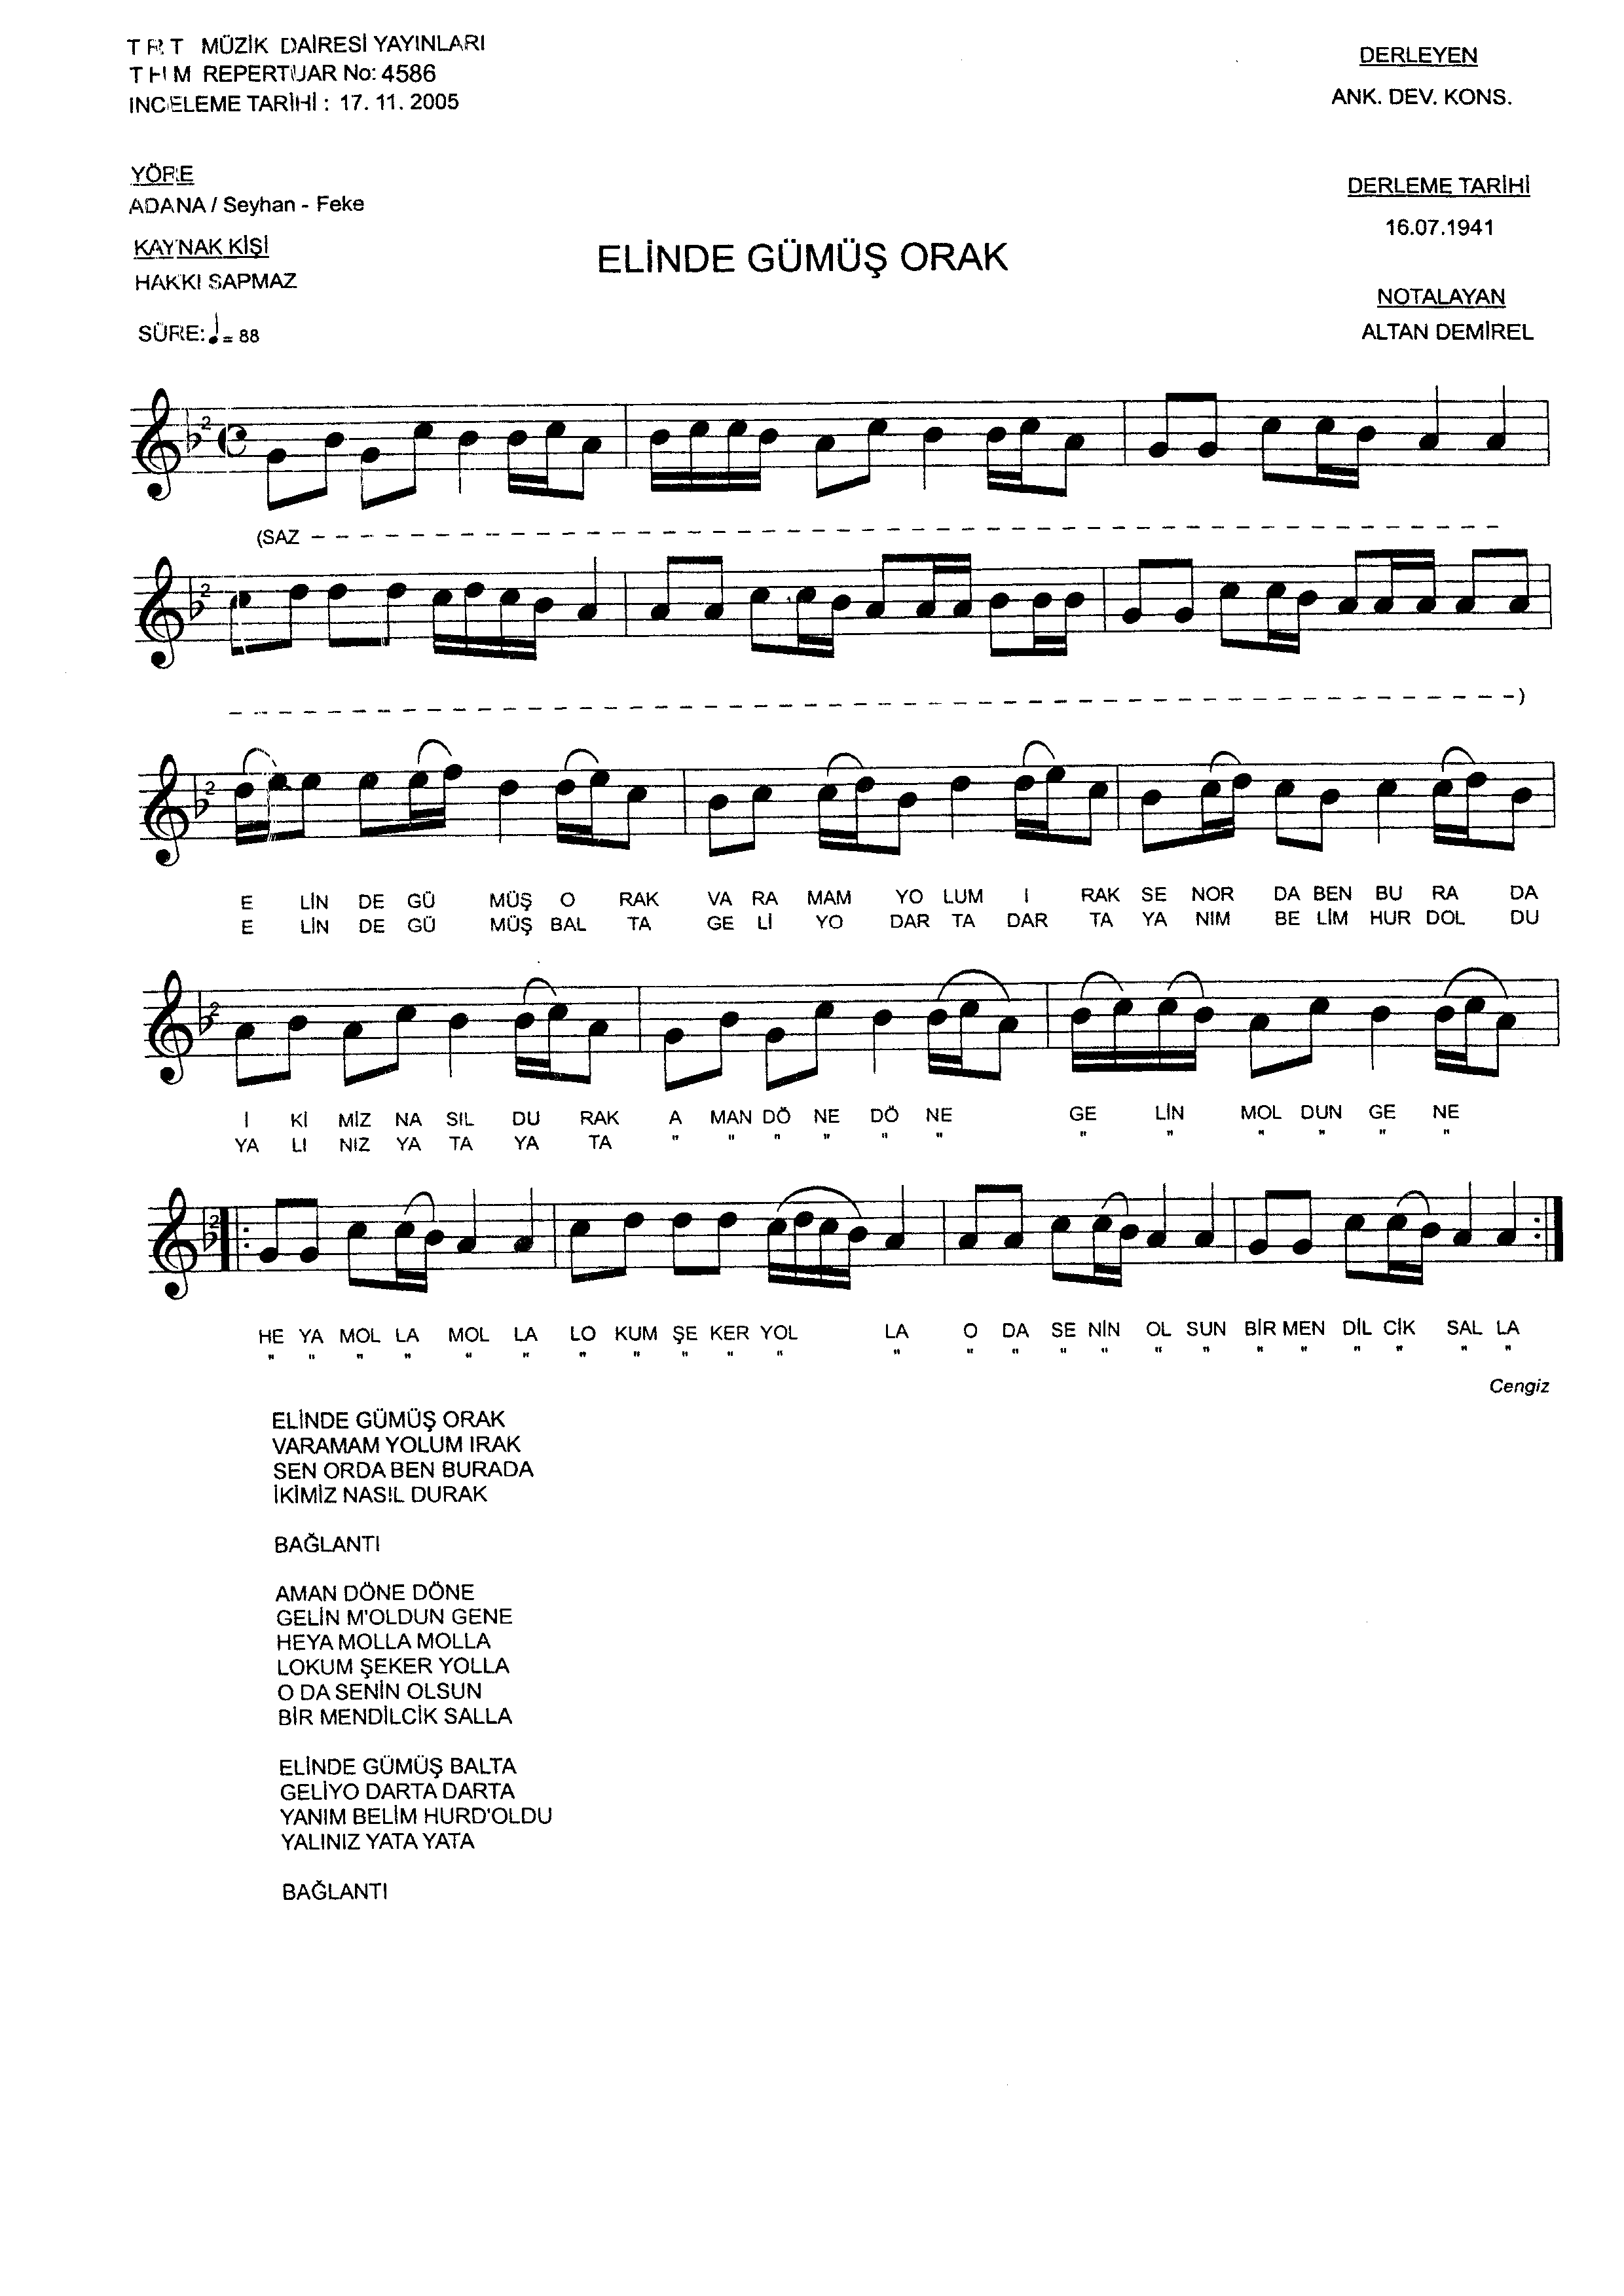 TRT MÜZİK DAİRESİ YAYINLARI
THM REPERTUAR No: 4586
INCELEME TARİHİ : 17. 11. 2005
DERLEYEN
ANK. DEV. KONS.
YÖRE
ADANA / Seyhan - Feke
DERLEME TARİHİ
16.07.1941
KAYNAK KİŞİ
HAKKI SAPMAZ
ELİNDE GÜMÜŞ ORAK
NOTALAYAN
ALTAN DEMİREL
SÜRE: ♩= 88
(SAZ - - - - - - - - - - - - - - - - - - - -
- - - - - - - - - - - - - - - - - - - - - - -)
E LİN DE GÜ MÜŞ O RAK VA RA MAM YO LUM I RAK SE NOR DA BEN BU RA DA
E LİN DE GÜ MÜŞ BAL TA GE Lİ YO DAR TA DAR TA YA NIM BE LİM HUR DOL DU
İ Kİ MİZ NA SIL DU RAK A MAN DÖ NE DÖ NE GE LİN MOL DUN GE NE
YA LI NIZ YA TA YA TA " " " " " " " " " " " "
HE YA MOL LA MOL LA LO KUM ŞE KER YOL LA O DA SE NİN OL SUN BİR MEN DİL CİK SAL LA
" " " " " " " " " " " " " " " " " " " " " " " "
Cengiz
ELİNDE GÜMÜŞ ORAK
VARAMAM YOLUM IRAK
SEN ORDA BEN BURADA
İKİMİZ NASIL DURAK
BAĞLANTI
AMAN DÖNE DÖNE
GELİN M'OLDUN GENE
HEYA MOLLA MOLLA
LOKUM ŞEKER YOLLA
O DA SENİN OLSUN
BİR MENDİLCİK SALLA
ELİNDE GÜMÜŞ BALTA
GELİYO DARTA DARTA
YANIM BELİM HURD'OLDU
YALINIZ YATA YATA
BAĞLANTI